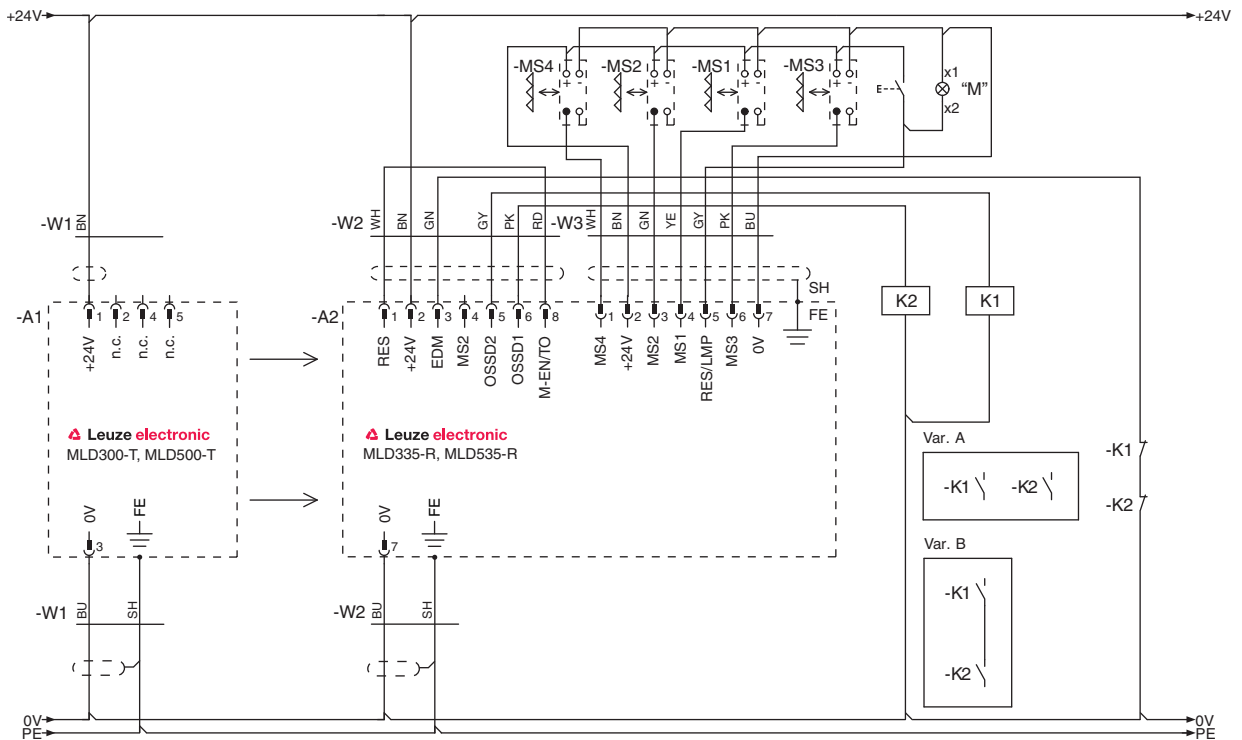 +24V +24V
-MS4 -MS2 -MS1 -MS3
+ - + - + - + -
E x1 "M"
x2
-W1 BN -W2 WH BN GN GY PK RD -W3 WH BN GN YE GY PK BU
SH
FE
K2 K1
-A1 1 2 4 5 -A2 1 2 3 4 5 6 8 1 2 3 4 5 6 7
+24V n.c. n.c. n.c. RES +24V EDM MS2 OSSD2 OSSD1 M-EN/TO MS4 +24V MS2 MS1 RES/LMP MS3 0V
Leuze electronic
MLD300-T, MLD500-T
Leuze electronic
MLD335-R, MLD535-R
Var. A
-K1 -K2
-K1
-K2
0V FE 0V FE
3 7
Var. B
-K1
-K2
-W1 BU SH -W2 BU SH
0V 0V
PE PE